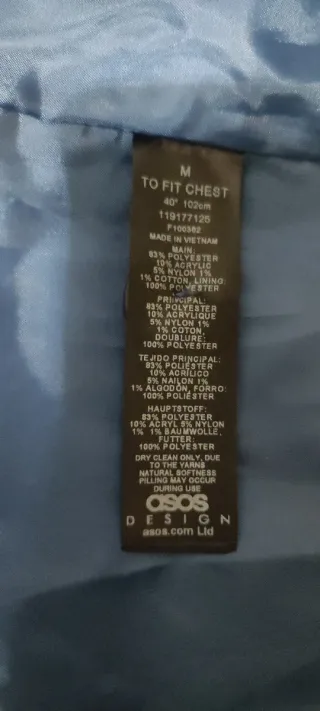 M
TO FIT CHEST
40" 102cm
119177125
F100362
MADE IN VIETNAM
MAIN:
83% POLYESTER
10% ACRYLIC
5% NYLON 1%
1% COTTON, LINING:
100% POLYESTER
PRINCIPAL:
83% POLYESTER
10% ACRYLIQUE
5% NYLON 1%
1% COTON,
DOUBLURE:
100% POLYESTER
TEJIDO PRINCIPAL:
83% POLIÉSTER
10% ACRÍLICO
5% NAILON 1%
1% ALGODÓN, FORRO:
100% POLIÉSTER
HAUPTSTOFF:
83% POLYESTER
10% ACRYL 5% NYLON
1% 1% BAUMWOLLE,
FUTTER:
100% POLYESTER
DRY CLEAN ONLY, DUE
TO THE YARNS
NATURAL SOFTNESS
PILLING MAY OCCUR
DURING USE
asos
DESIGN
asos.com Ltd